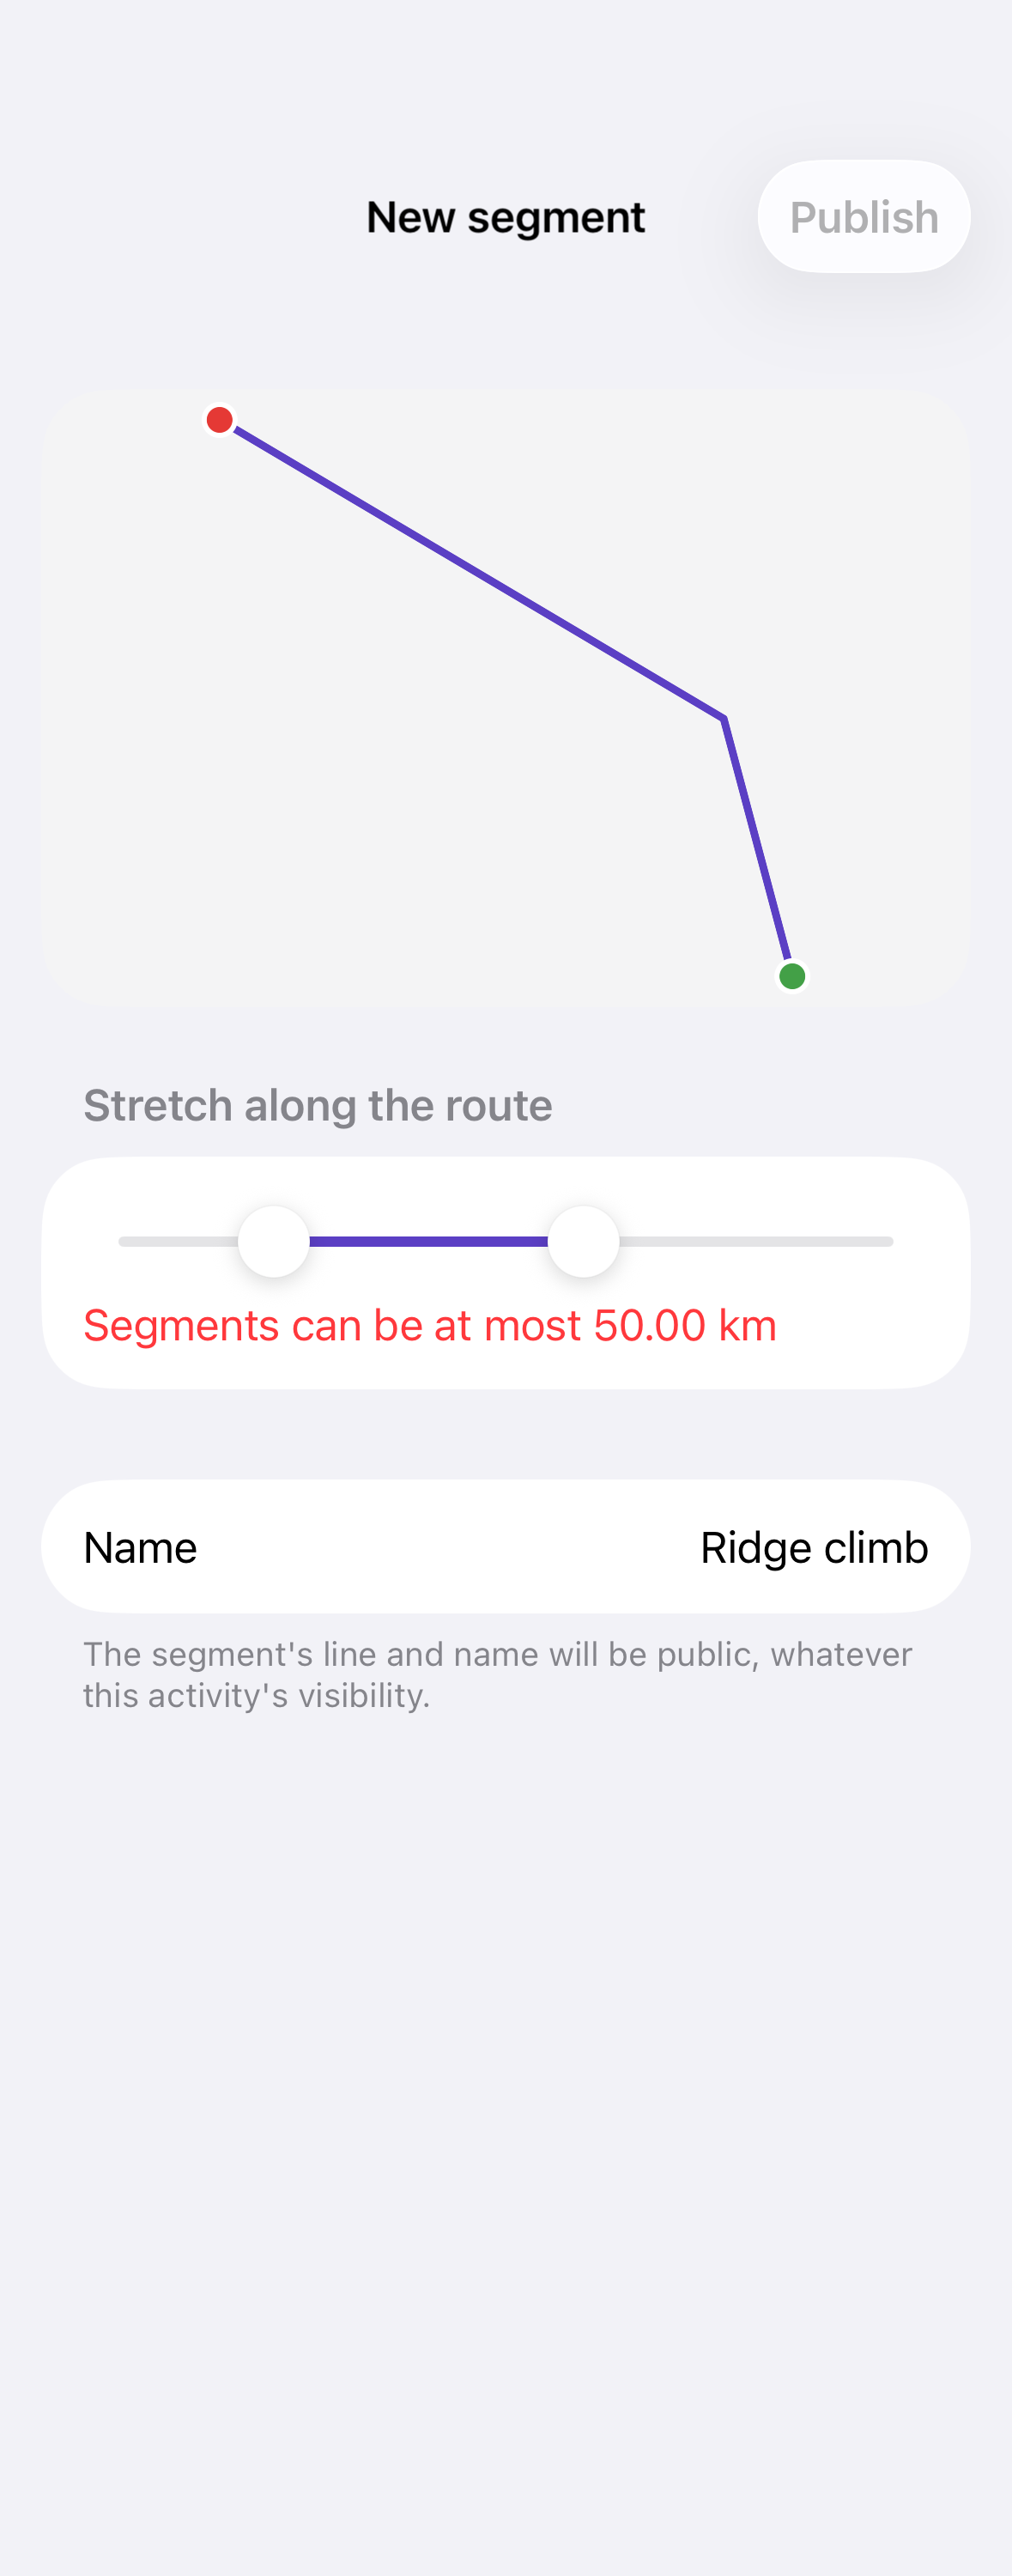 New segment
Publish
Stretch along the route
Segments can be at most 50.00 km
Name
Ridge climb
The segment's line and name will be public, whatever
this activity's visibility.